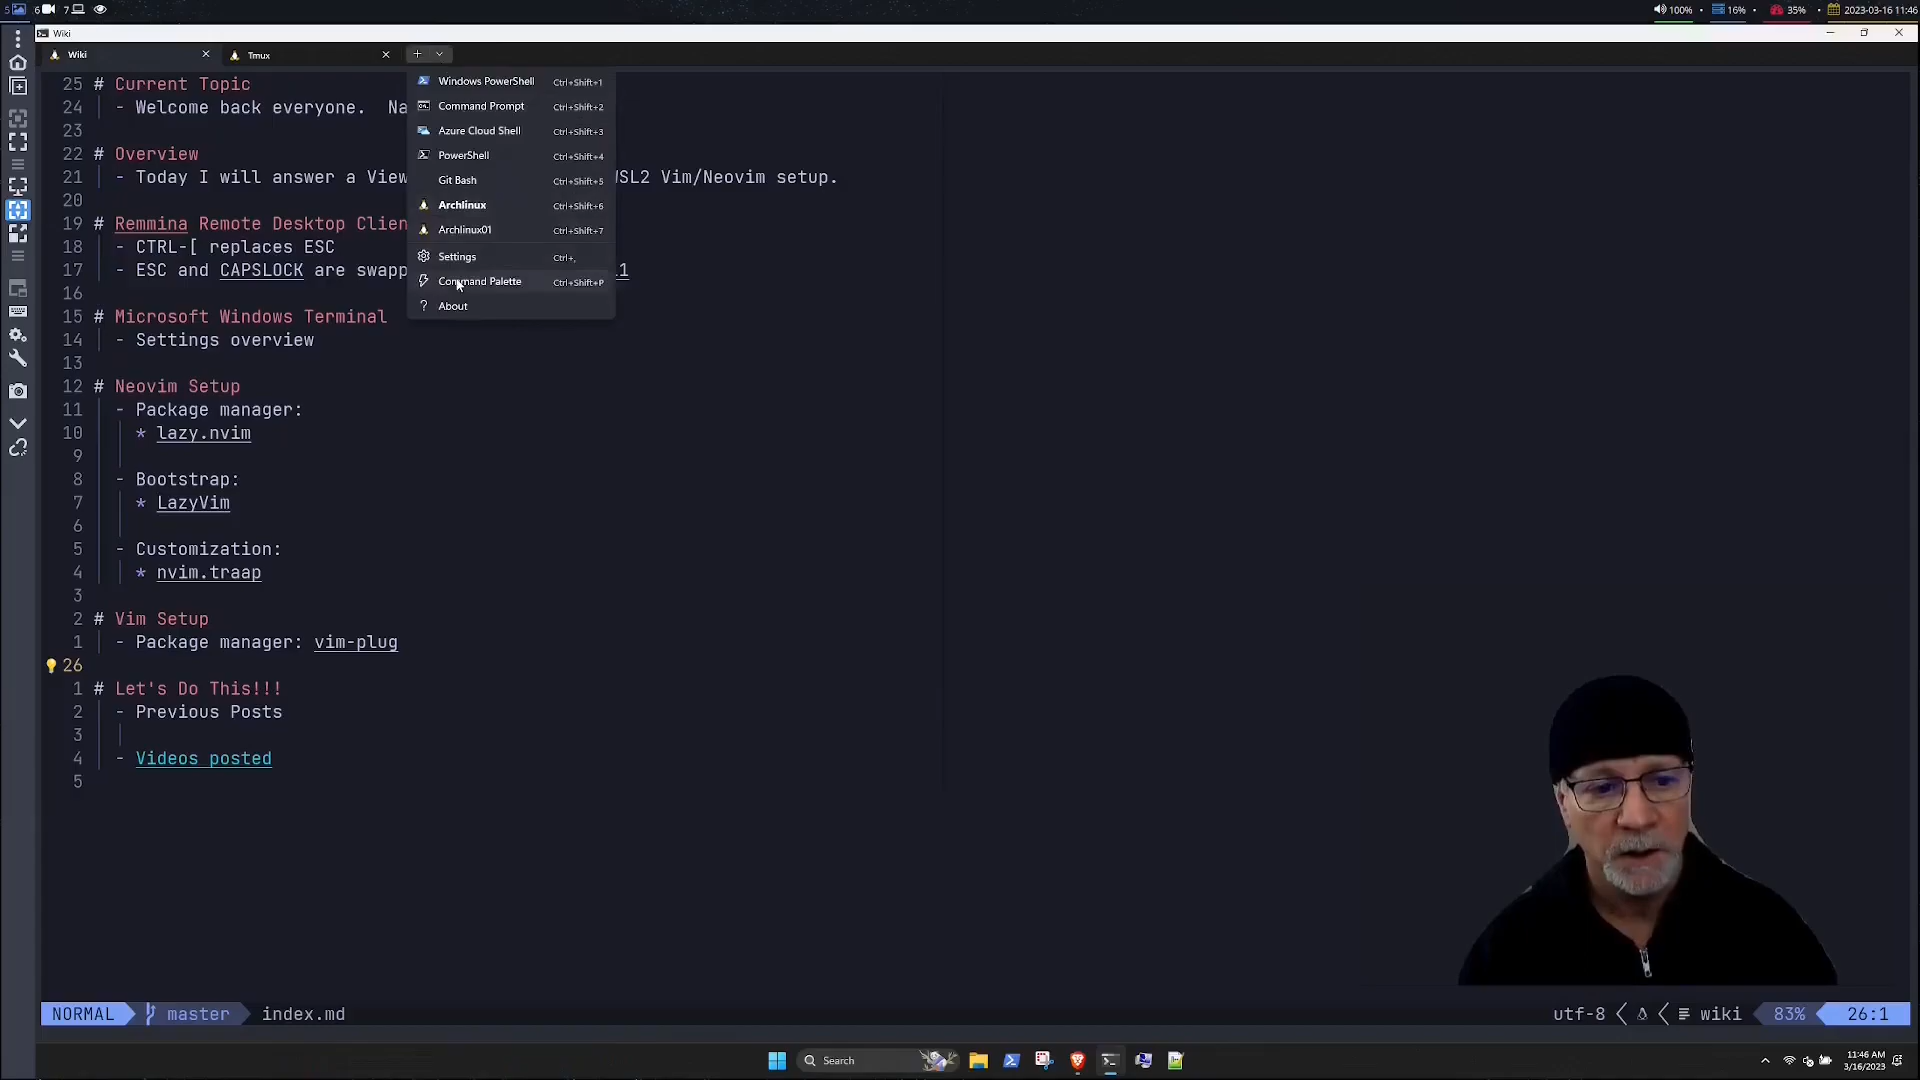 5 6 7 100% 16% 35% 2023-03-16 11:46
Wiki
Wiki Tmux
Windows PowerShell Ctrl+Shift+1
Command Prompt Ctrl+Shift+2
Azure Cloud Shell Ctrl+Shift+3
PowerShell Ctrl+Shift+4
Git Bash Ctrl+Shift+5
Archlinux Ctrl+Shift+6
Archlinux01 Ctrl+Shift+7
Settings Ctrl+,
Command Palette Ctrl+Shift+P
About
25 # Current Topic
24 - Welcome back everyone. Na
23
22 # Overview
21 - Today I will answer a View SL2 Vim/Neovim setup.
20
19 # Remmina Remote Desktop Clien
18 - CTRL-[ replaces ESC
17 - ESC and CAPSLOCK are swapp 1
16
15 # Microsoft Windows Terminal
14 - Settings overview
13
12 # Neovim Setup
11 - Package manager:
10 * lazy.nvim
9
8 - Bootstrap:
7 * LazyVim
6
5 - Customization:
4 * nvim.traap
3
2 # Vim Setup
1 - Package manager: vim-plug
26
1 # Let's Do This!!!
2 - Previous Posts
3
4 - Videos posted
5
NORMAL master index.md utf-8 wiki 83% 26:1
Search
11:46 AM
3/16/2023